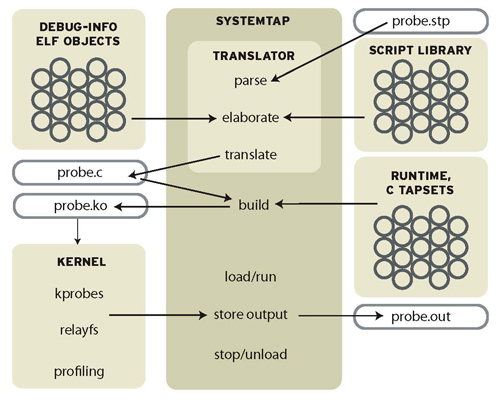 DEBUG-INFO
ELF OBJECTS
probe.c
probe.ko
KERNEL
kprobes
relayfs
profiling
SYSTEMTAP
TRANSLATOR
parse
elaborate
translate
build
load/run
store output
stop/unload
probe.stp
SCRIPT LIBRARY
RUNTIME,
C TAPSETS
probe.out